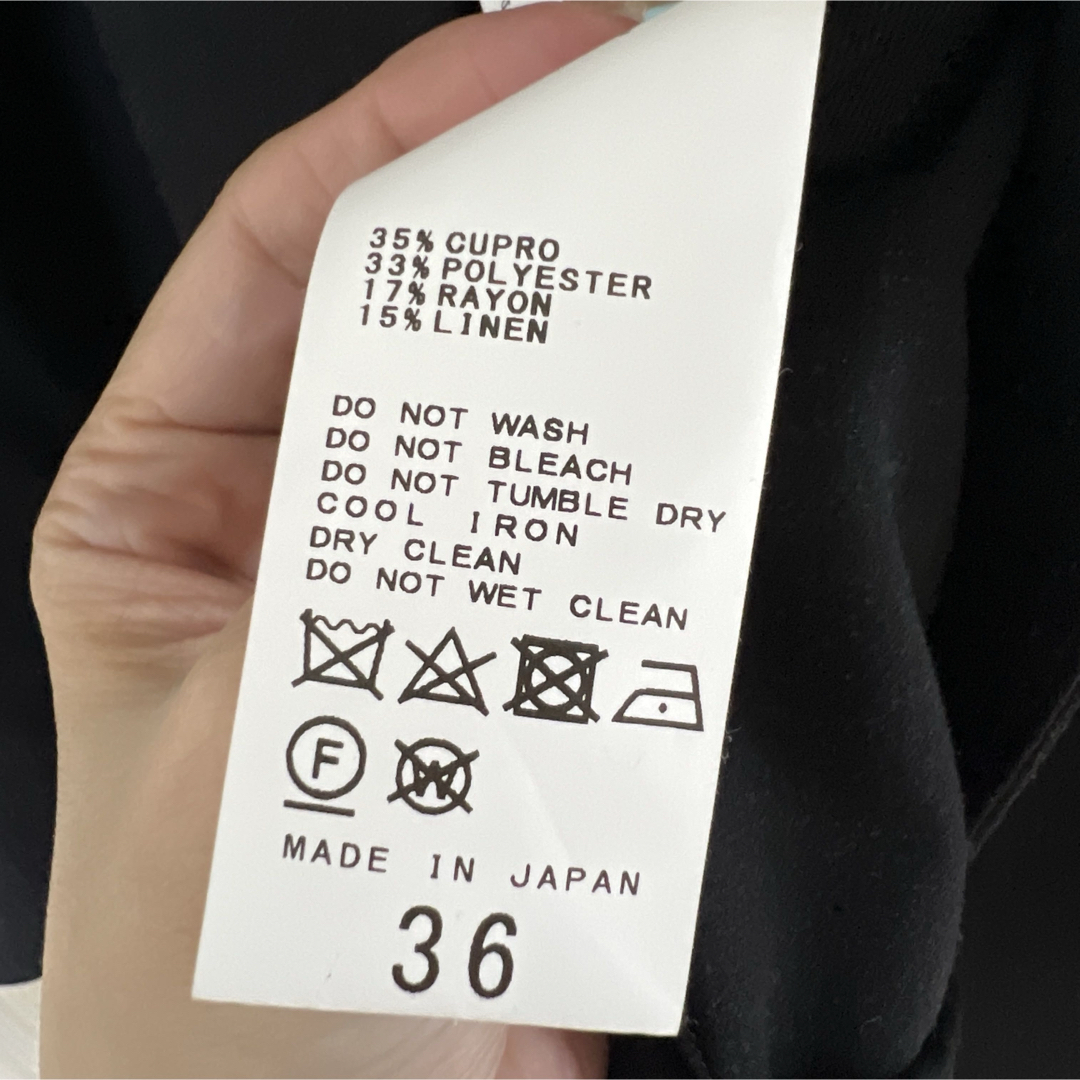 35% CUPRO
33% POLYESTER
17% RAYON
15% LINEN
DO NOT WASH
DO NOT BLEACH
DO NOT TUMBLE DRY
COOL IRON
DRY CLEAN
DO NOT WET CLEAN
F W
MADE IN JAPAN
36